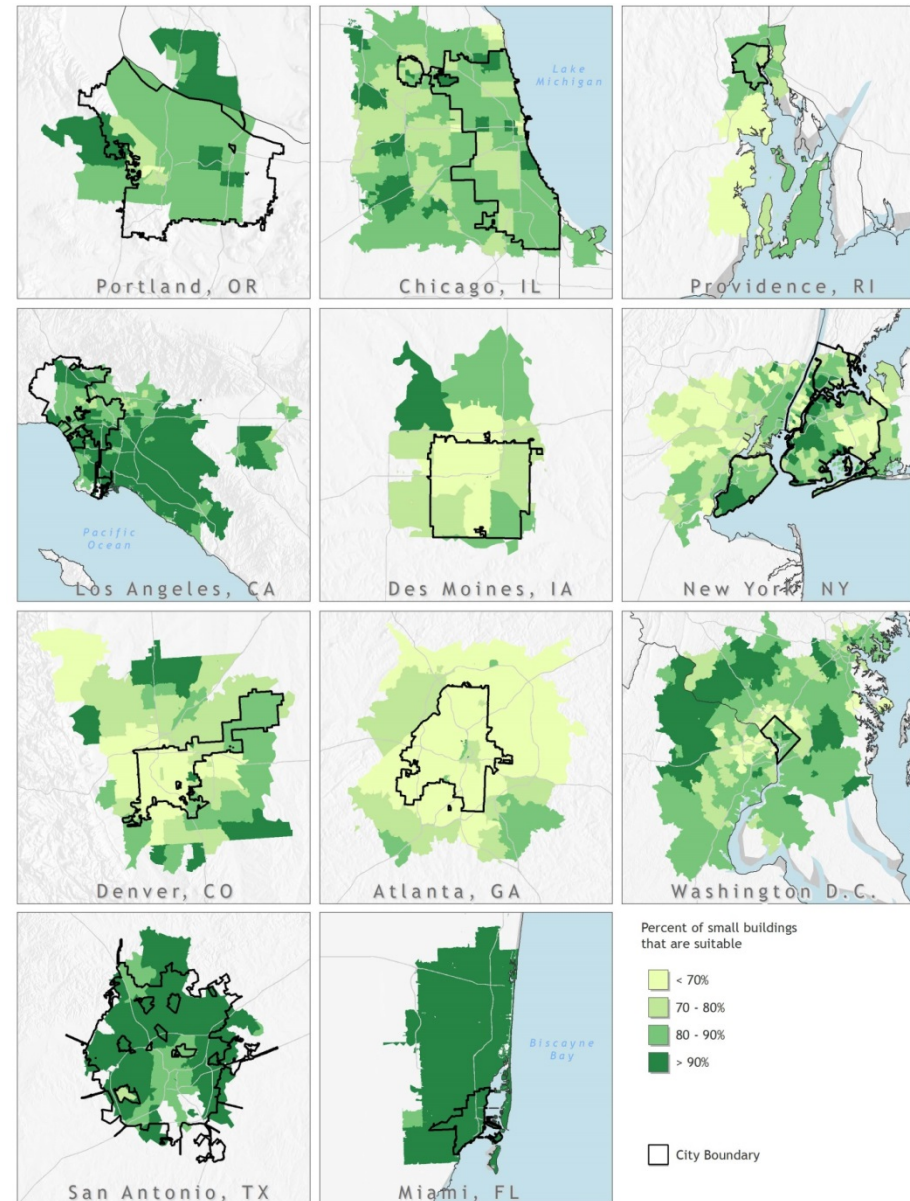 Portland, OR
Lake
Michigan
Chicago, IL
Providence, RI
Pacific
Ocean
Los Angeles, CA
Des Moines, IA
New York, NY
Denver, CO
Atlanta, GA
Washington D.C.
San Antonio, TX
Biscayne
Bay
Miami, FL
Percent of small buildings
that are suitable
< 70%
70 - 80%
80 - 90%
> 90%
City Boundary